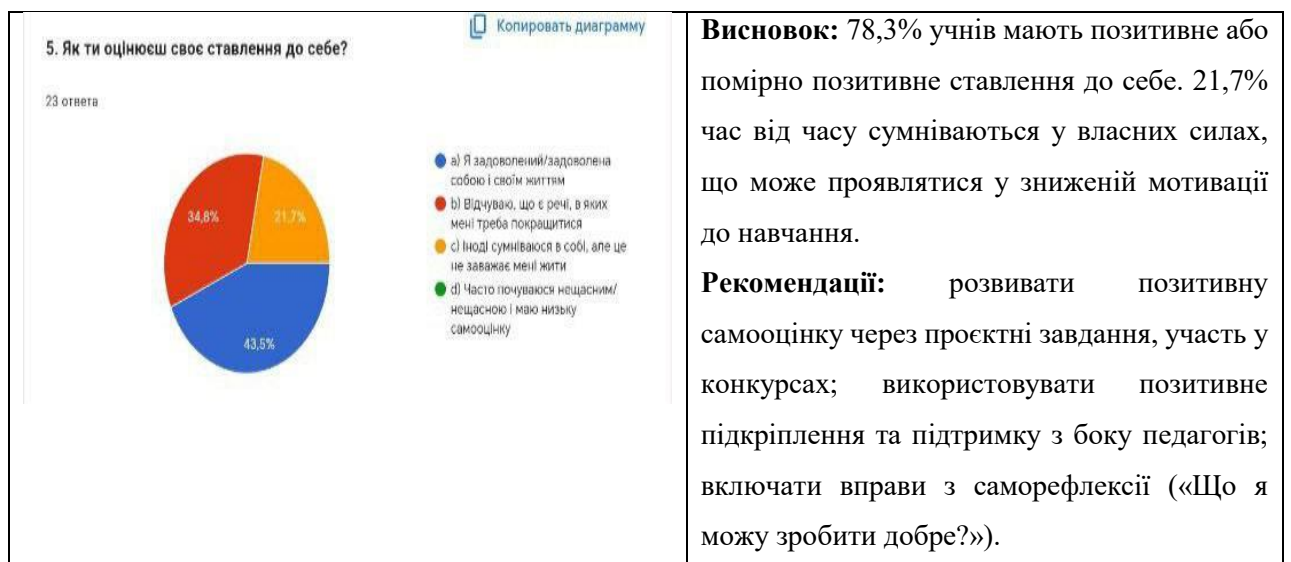 Копировать диаграмму
5. Як ти оцінюєш своє ставлення до себе?
23 ответа
34,8%
21,7%
43,5%
a) Я задоволений/задоволена
собою і своїм життям
b) Відчуваю, що є речі, в яких
мені треба покращитися
c) Іноді сумніваюся в собі, але це
не заважає мені жити
d) Часто почуваюся нещасним/
нещасною і маю низьку
самооцінку
Висновок: 78,3% учнів мають позитивне або
помірно позитивне ставлення до себе. 21,7%
час від часу сумніваються у власних силах,
що може проявлятися у зниженій мотивації
до навчання.
Рекомендації: розвивати позитивну
самооцінку через проєктні завдання, участь у
конкурсах; використовувати позитивне
підкріплення та підтримку з боку педагогів;
включати вправи з саморефлексії («Що я
можу зробити добре?»).